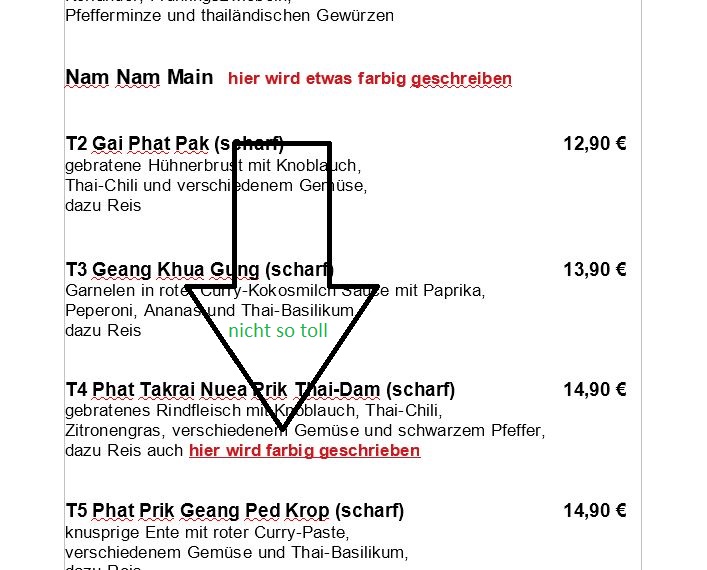 Pfefferminze und thailändischen Gewürzen
Nam Nam Main hier wird etwas farbig geschreiben
T2 Gai Phat Pak (scharf) 12,90 €
gebratene Hühnerbrust mit Knoblauch,
Thai-Chili und verschiedenem Gemüse,
dazu Reis
T3 Geang Khua Gung (scharf) 13,90 €
Garnelen in roter Curry-Kokosmilch Sauce mit Paprika,
Peperoni, Ananas und Thai-Basilikum,
dazu Reis
nicht so toll
T4 Phat Takrai Nuea Prik Thai-Dam (scharf) 14,90 €
gebratenes Rindfleisch mit Knoblauch, Thai-Chili,
Zitronengras, verschiedenem Gemüse und schwarzem Pfeffer,
dazu Reis auch hier wird farbig geschrieben
T5 Phat Prik Geang Ped Krop (scharf) 14,90 €
knusprige Ente mit roter Curry-Paste,
verschiedenem Gemüse und Thai-Basilikum,
dazu Reis